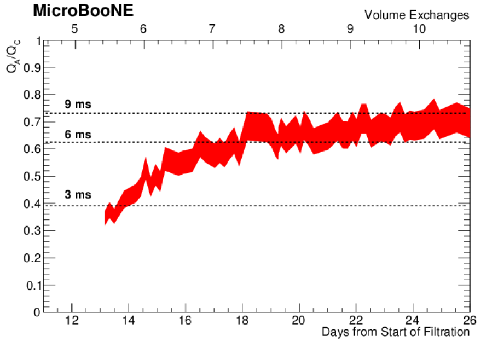 MicroBooNE
Volume Exchanges
5 6 7 8 9 10
Q_A/Q_C
1
0.9
0.8
0.7
0.6
0.5
0.4
0.3
0.2
0.1
0
9 ms
6 ms
3 ms
12 14 16 18 20 22 24 26
Days from Start of Filtration